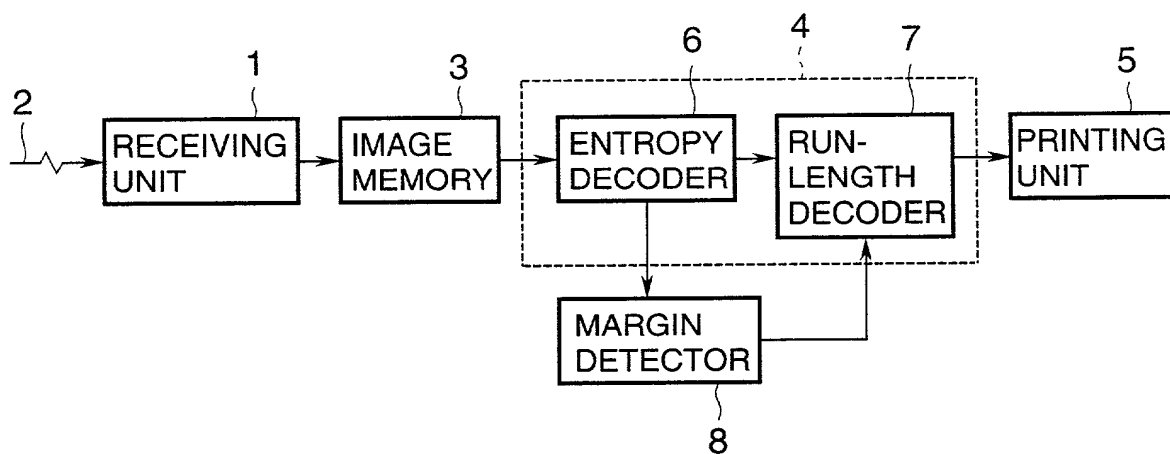 4
6
7
1
3
5
2
RECEIVING
UNIT
IMAGE
MEMORY
ENTROPY
DECODER
RUN-
LENGTH
DECODER
PRINTING
UNIT
MARGIN
DETECTOR
8